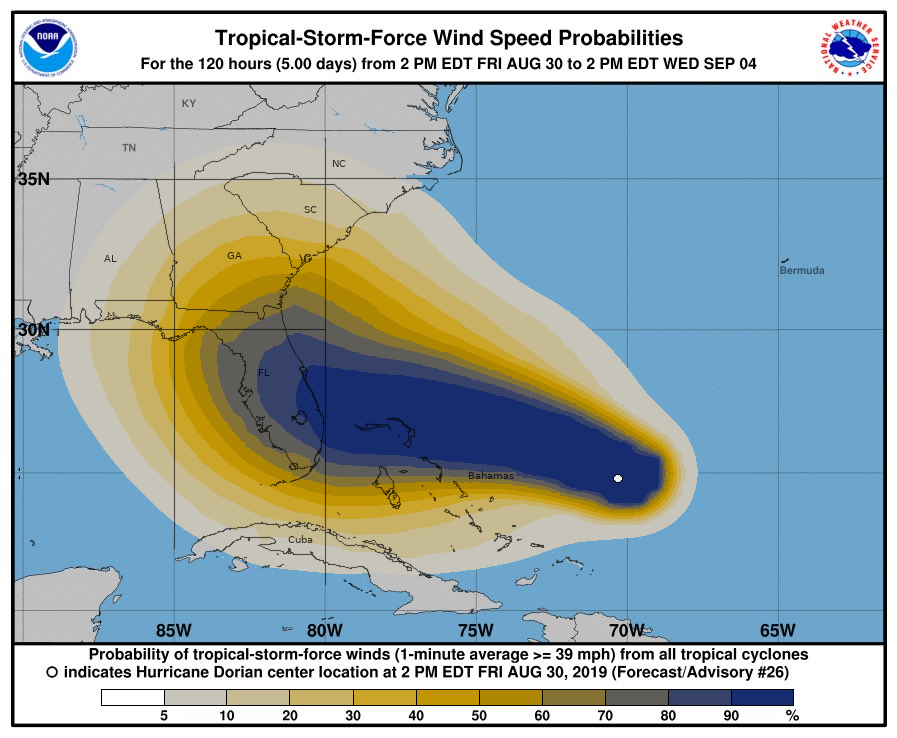 Tropical-Storm-Force Wind Speed Probabilities
For the 120 hours (5.00 days) from 2 PM EDT FRI AUG 30 to 2 PM EDT WED SEP 04
NOAA
NATIONAL WEATHER SERVICE
KY
TN
NC
35N
SC
AL
GA
Bermuda
30N
FL
Bahamas
Cuba
85W
80W
75W
70W
65W
Probability of tropical-storm-force winds (1-minute average >= 39 mph) from all tropical cyclones
indicates Hurricane Dorian center location at 2 PM EDT FRI AUG 30, 2019 (Forecast/Advisory #26)
5 10 20 30 40 50 60 70 80 90 %